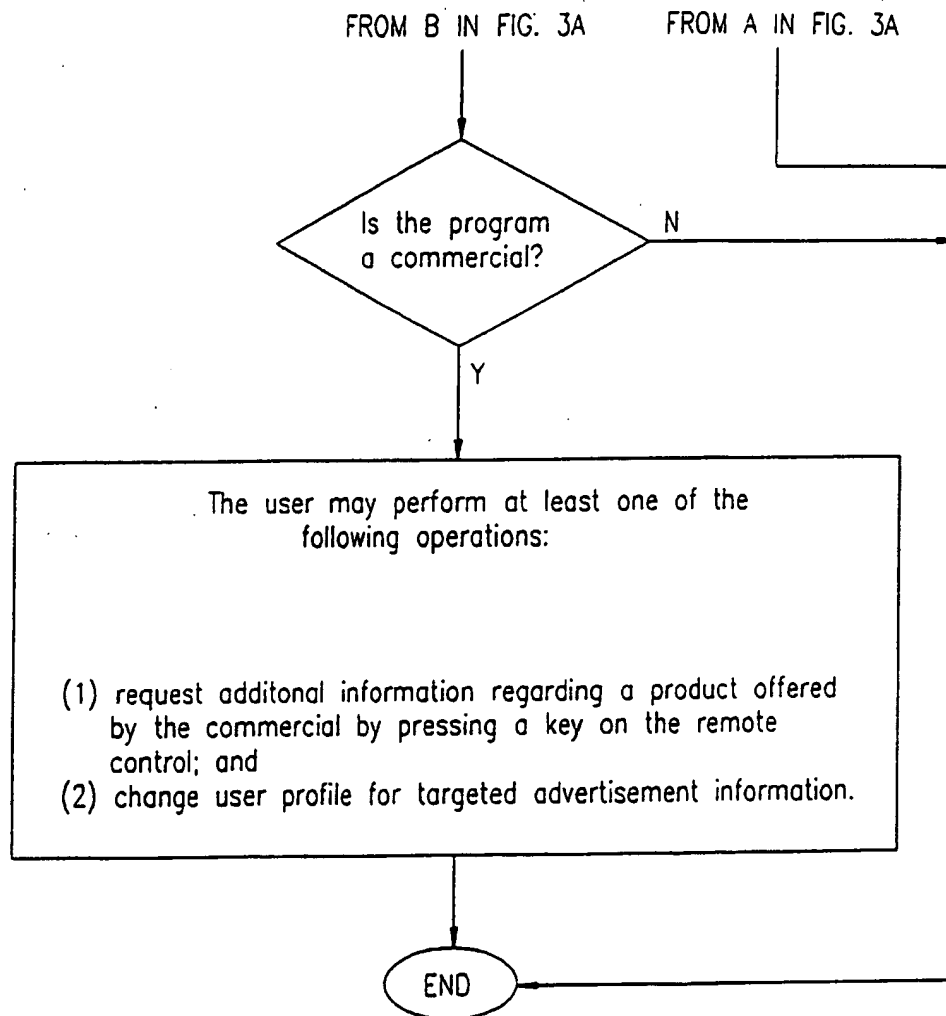 FROM B IN FIG. 3A
FROM A IN FIG. 3A
Is the program
a commercial?
N
Y
The user may perform at least one of the
following operations:
(1) request additonal information regarding a product offered
by the commercial by pressing a key on the remote
control; and
(2) change user profile for targeted advertisement information.
END